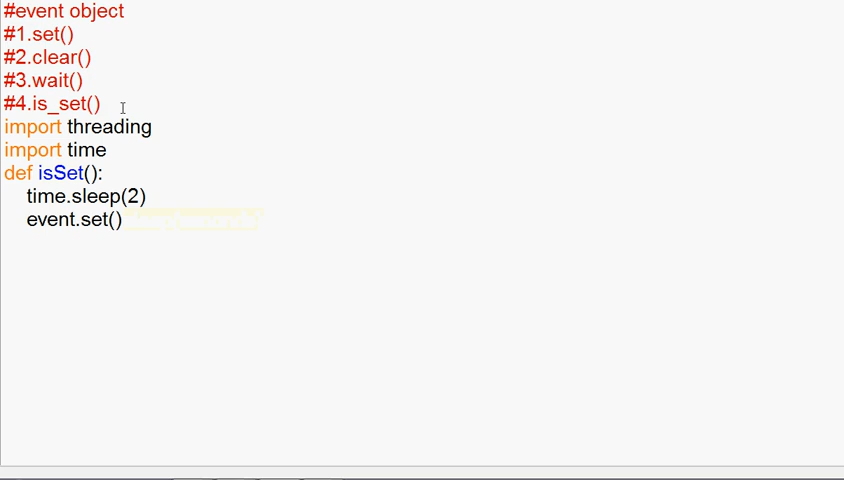 #event object
#1.set()
#2.clear()
#3.wait()
#4.is_set()
import threading
import time
def isSet():
    time.sleep(2)
    event.set()